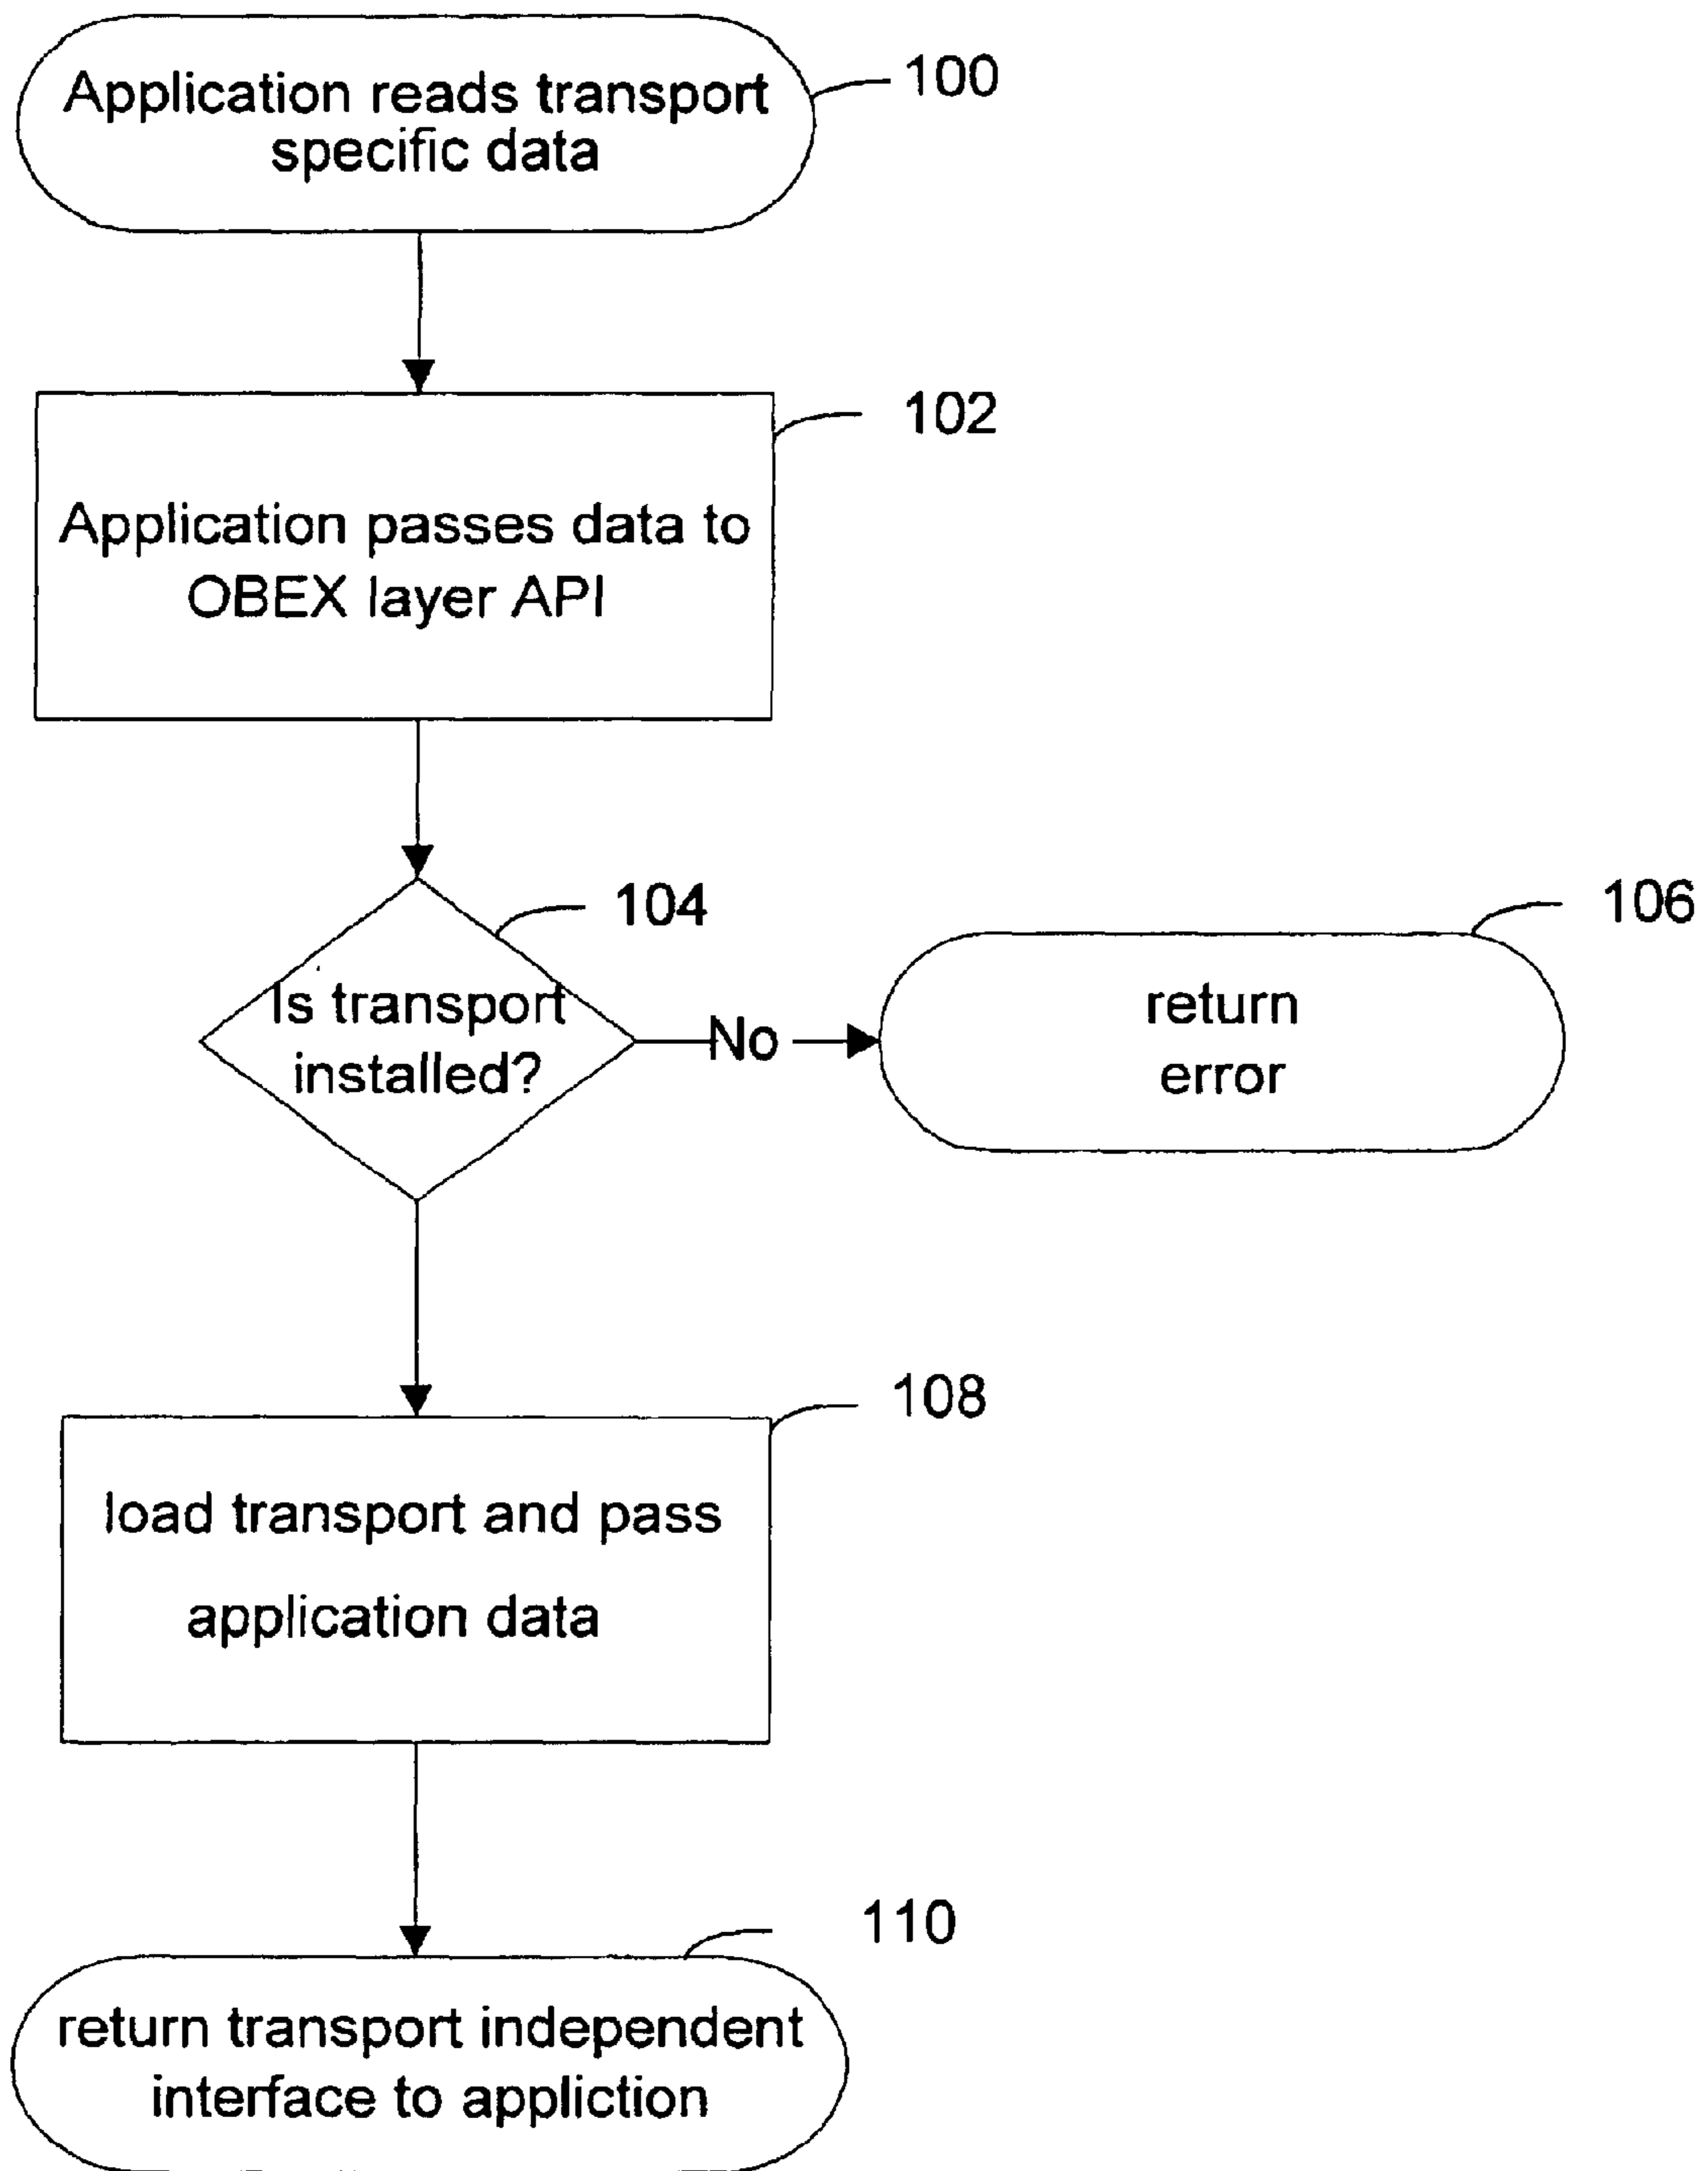 Application reads transport
specific data
100
Application passes data to
OBEX layer API
102
Is transport
installed?
104
No
return
error
106
load transport and pass
application data
108
return transport independent
interface to appliction
110